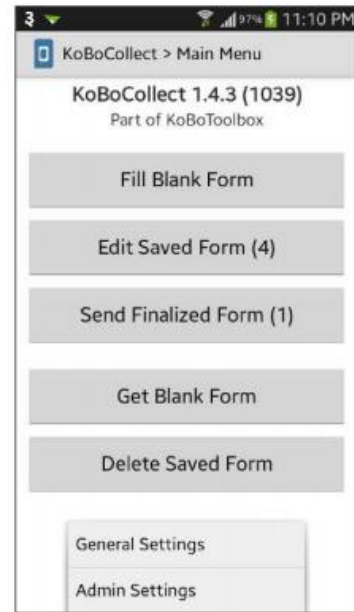 3 97% 11:10 PM
KoBoCollect > Main Menu
KoBoCollect 1.4.3 (1039)
Part of KoBoToolbox
Fill Blank Form
Edit Saved Form (4)
Send Finalized Form (1)
Get Blank Form
Delete Saved Form
General Settings
Admin Settings